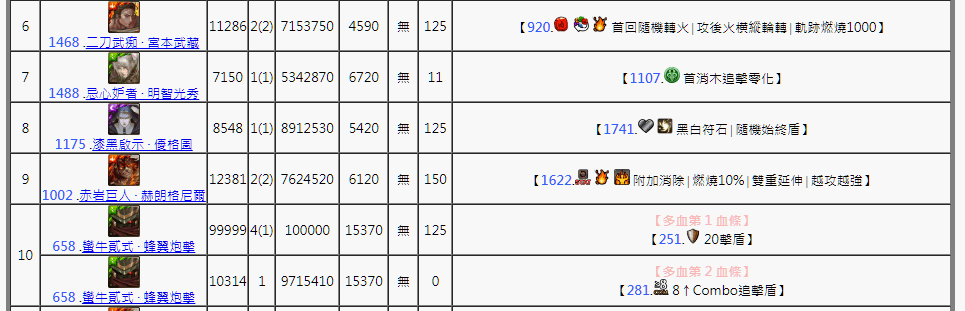 6 11286 2(2) 7153750 4590 無 125 【920. 首回隨機轉火 | 攻後火橫縱輪轉 | 軌跡燃燒1000】
1468 .二刀武痴 · 宮本武藏
7 7150 1(1) 5342870 6720 無 11 【1107. 首消木追擊零化】
1488 .忌心妒者 · 明智光秀
8 8548 1(1) 8912530 5420 無 125 【1741. 黑白符石 | 隨機始終盾】
1175 .漆黑啟示 · 優格圖
9 12381 2(2) 7624520 6120 無 150 【1622. 附加消除 | 燃燒10% | 雙重延伸 | 越攻越強】
1002 .赤岩巨人 · 赫朗格尼爾
10 99999 4(1) 100000 15370 無 125 【多血第 1 血條】
【251. 20擊盾】
658 .蠻牛貳式 · 蜂翼炮擊
10314 1 9715410 15370 無 0 【多血第 2 血條】
【281. 8↑Combo追擊盾】
658 .蠻牛貳式 · 蜂翼炮擊